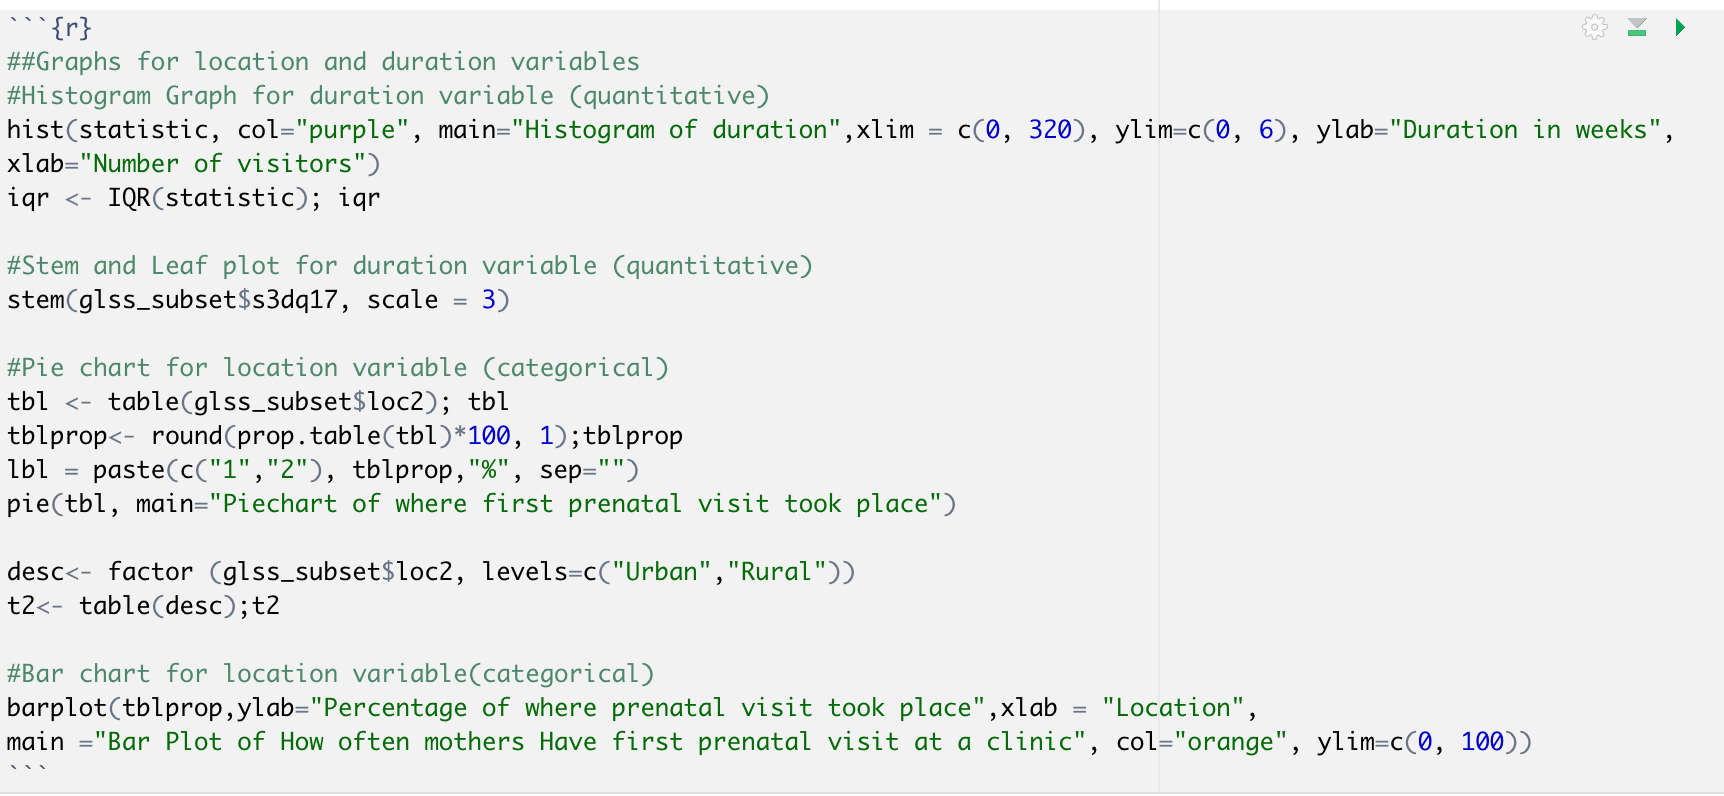 ```{r}
##Graphs for location and duration variables
#Histogram Graph for duration variable (quantitative)
hist(statistic, col="purple", main="Histogram of duration",xlim = c(0, 320), ylim=c(0, 6), ylab="Duration in weeks",
xlab="Number of visitors")
iqr <- IQR(statistic); iqr

#Stem and Leaf plot for duration variable (quantitative)
stem(glss_subset$s3dq17, scale = 3)

#Pie chart for location variable (categorical)
tbl <- table(glss_subset$loc2); tbl
tblprop<- round(prop.table(tbl)*100, 1);tblprop
lbl = paste(c("1","2"), tblprop,"%", sep="")
pie(tbl, main="Piechart of where first prenatal visit took place")

desc<- factor (glss_subset$loc2, levels=c("Urban","Rural"))
t2<- table(desc);t2

#Bar chart for location variable(categorical)
barplot(tblprop,ylab="Percentage of where prenatal visit took place",xlab = "Location",
main ="Bar Plot of How often mothers Have first prenatal visit at a clinic", col="orange", ylim=c(0, 100))
```